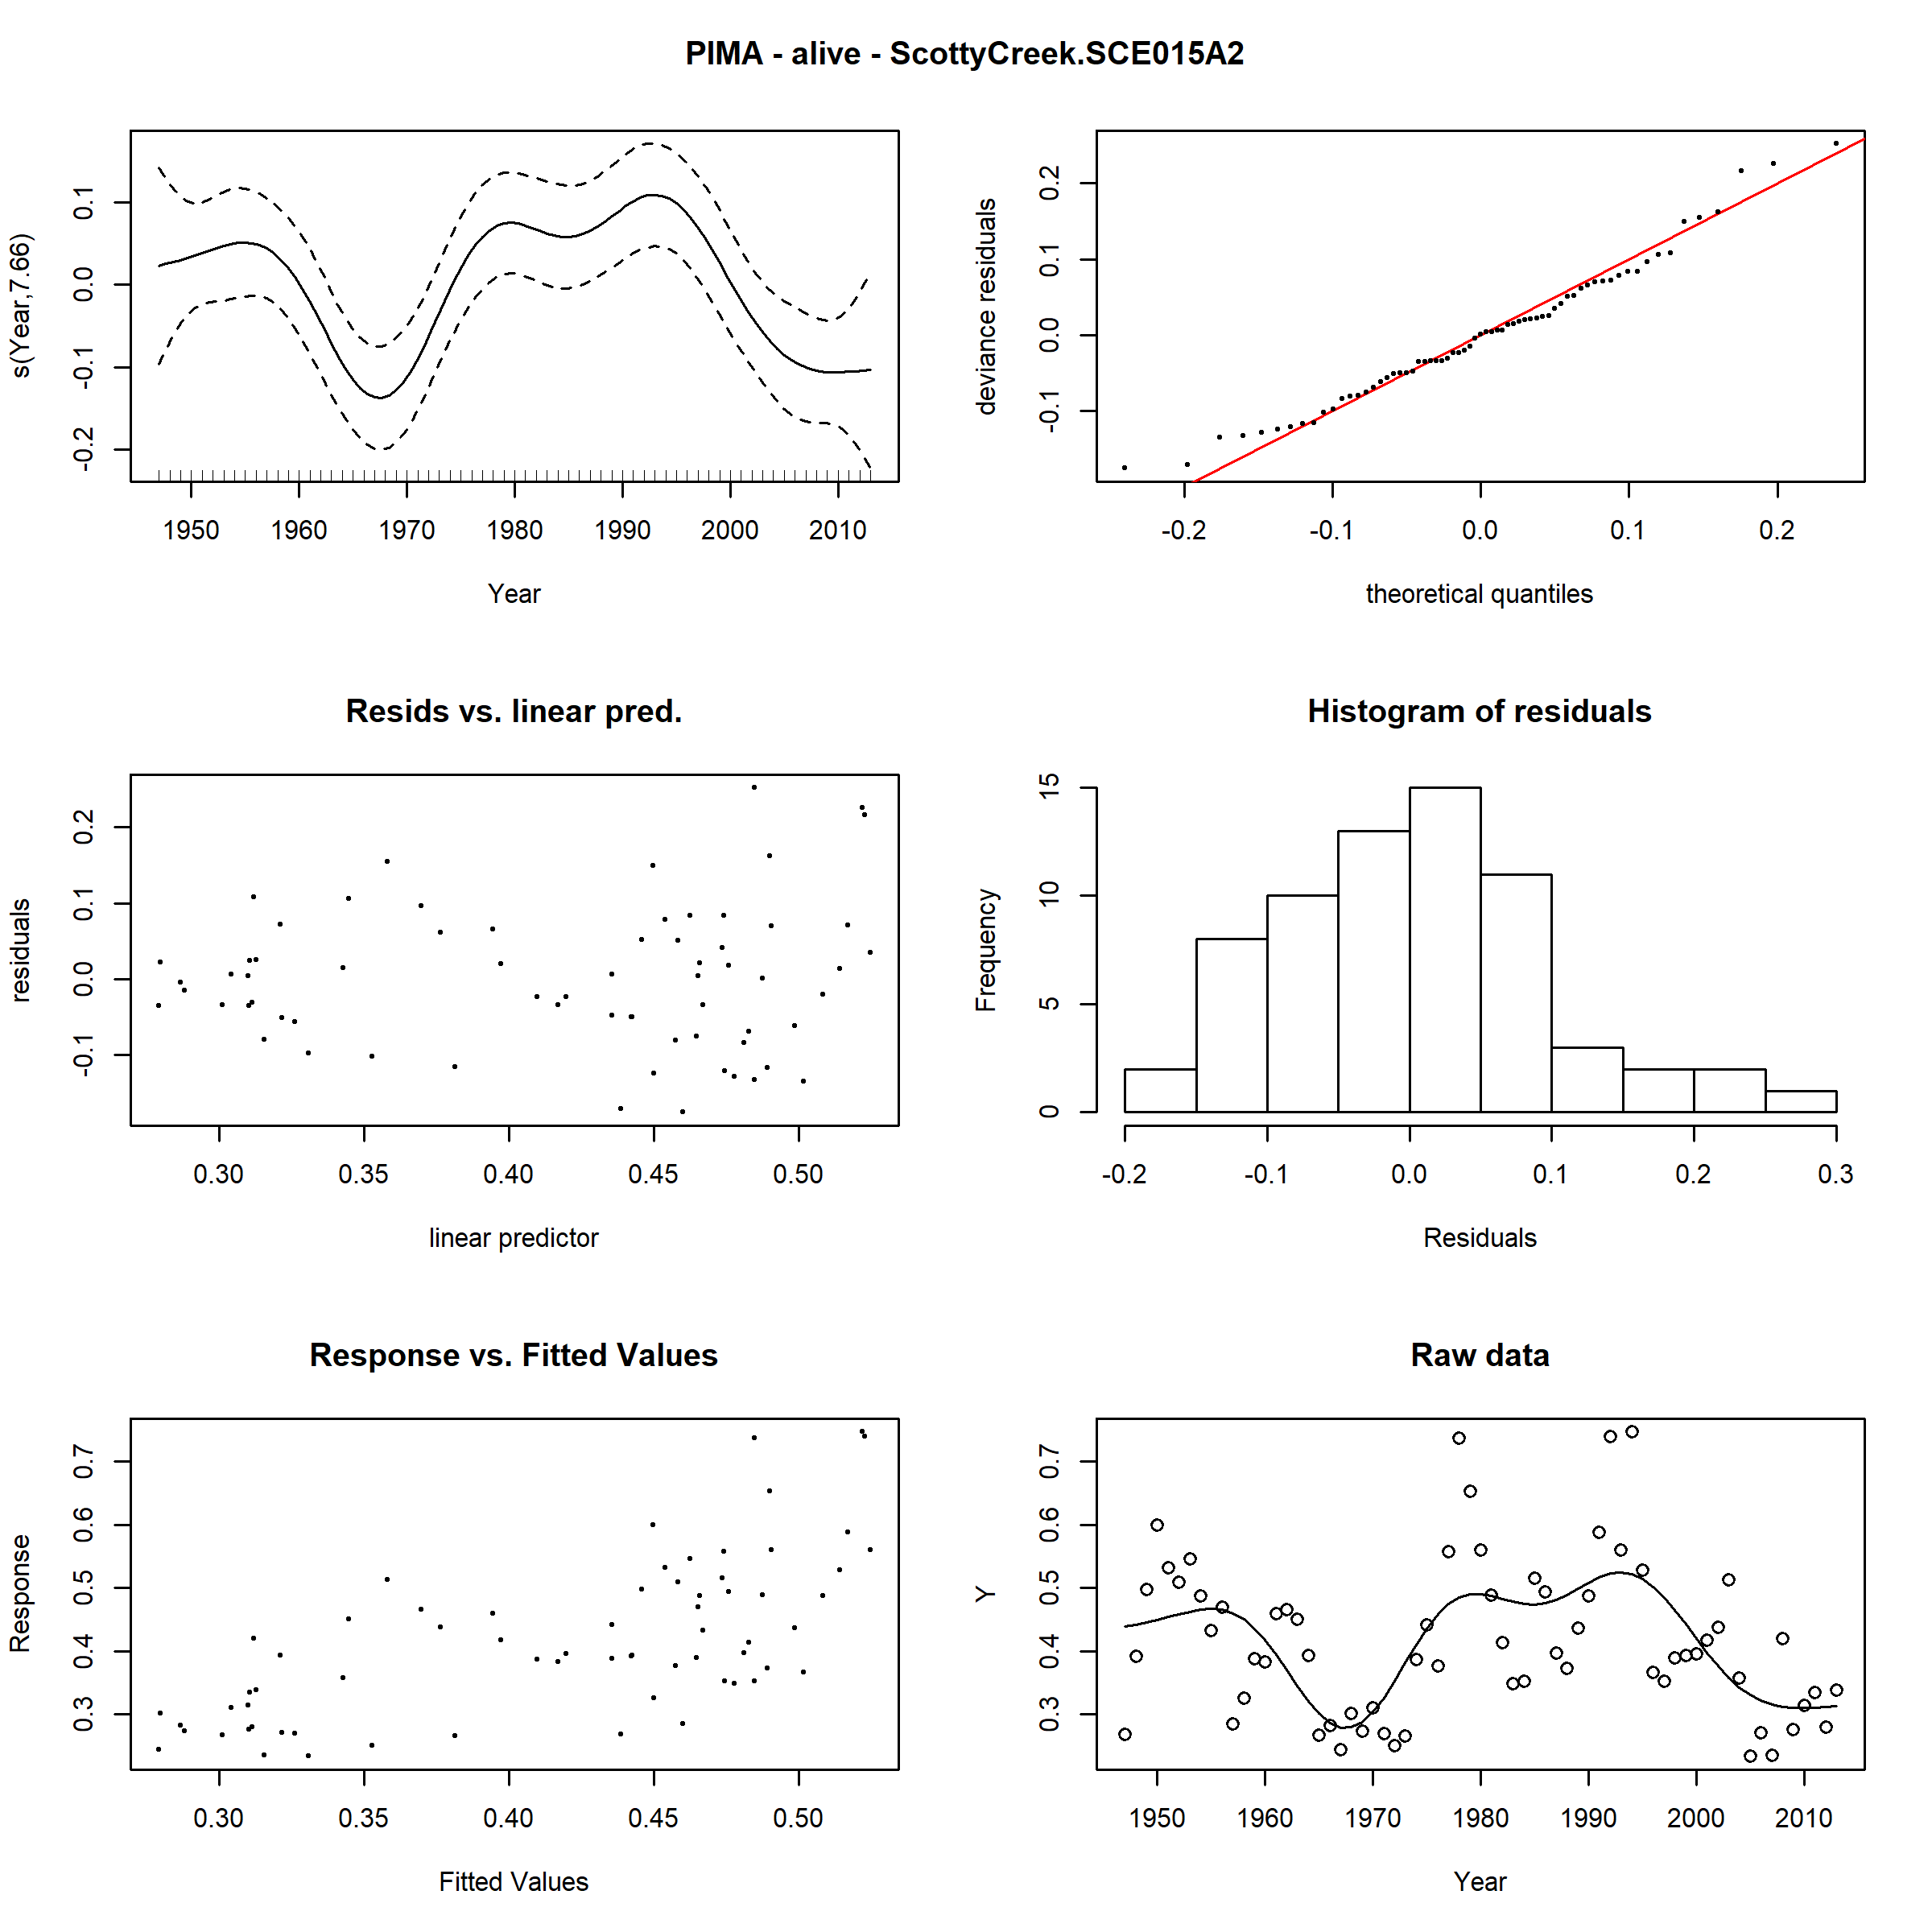 PIMA - alive - ScottyCreek.SCE015A2
s(Year,7.66)
-0.2 -0.1 0.0 0.1
1950 1960 1970 1980 1990 2000 2010
Year
deviance residuals
-0.1 0.0 0.1 0.2
-0.2 -0.1 0.0 0.1 0.2
theoretical quantiles
Resids vs. linear pred.
residuals
-0.1 0.0 0.1 0.2
0.30 0.35 0.40 0.45 0.50
linear predictor
Histogram of residuals
Frequency
0 5 10 15
-0.2 -0.1 0.0 0.1 0.2 0.3
Residuals
Response vs. Fitted Values
Response
0.3 0.4 0.5 0.6 0.7
0.30 0.35 0.40 0.45 0.50
Fitted Values
Raw data
Y
0.3 0.4 0.5 0.6 0.7
1950 1960 1970 1980 1990 2000 2010
Year